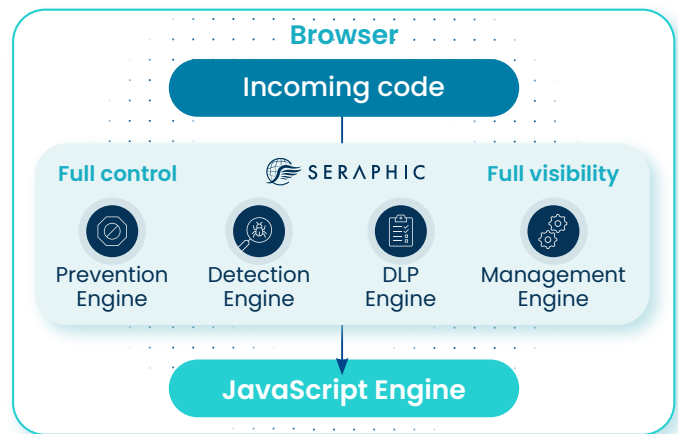 Browser
Incoming code
Full control
SERAPHIC
Full visibility
Prevention
Engine
Detection
Engine
DLP
Engine
Management
Engine
JavaScript Engine